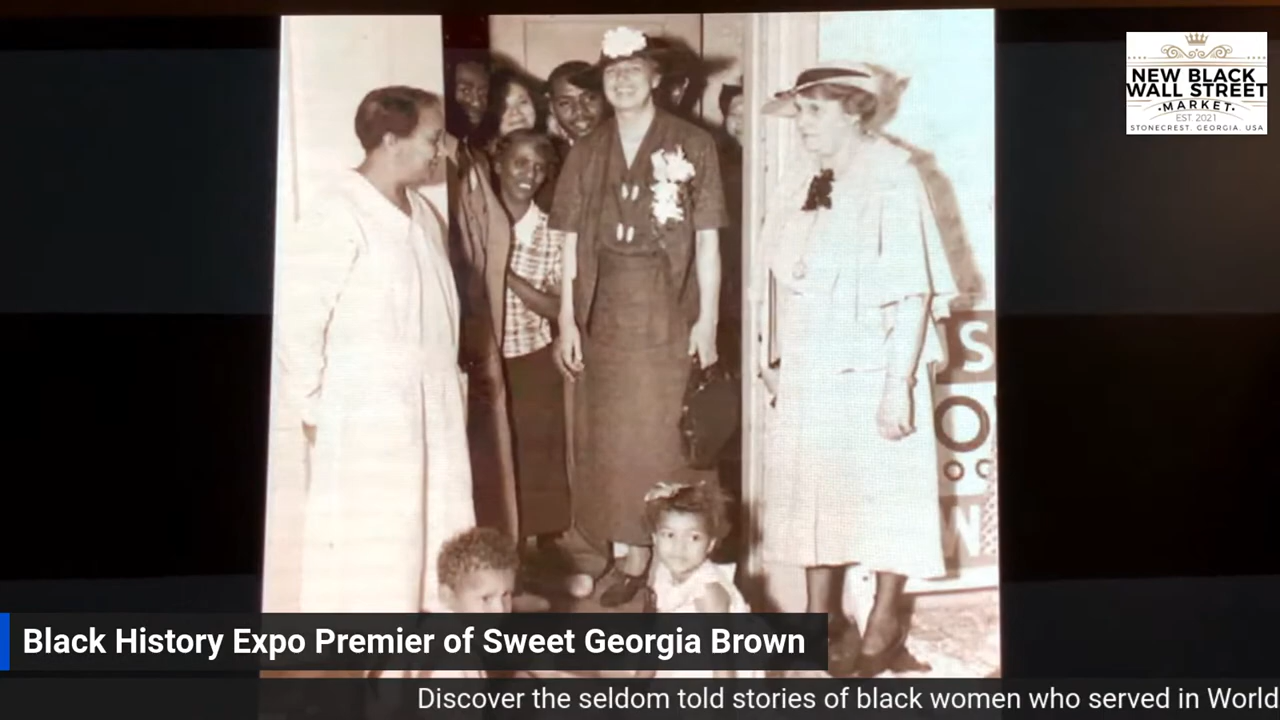 NEW BLACK
WALL STREET
MARKET
EST. 2021
STONECREST, GEORGIA, USA
S
O
OC
N
Black History Expo Premier of Sweet Georgia Brown
Discover the seldom told stories of black women who served in World